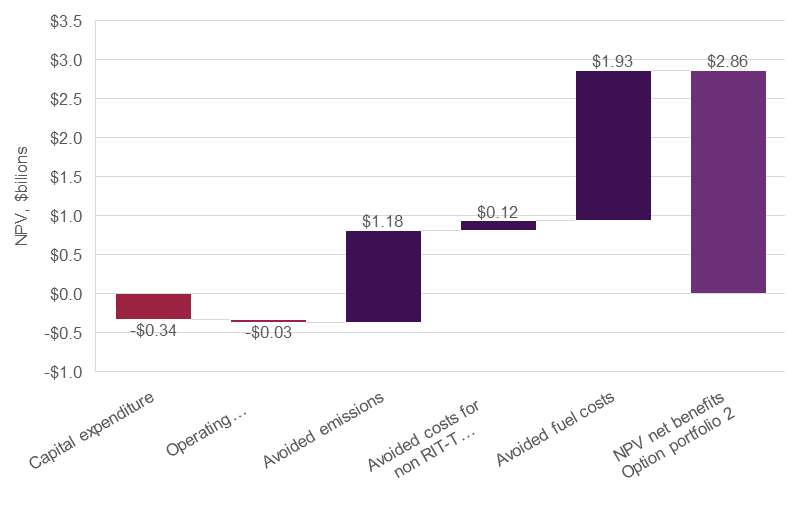 $3.5
$3.0
$2.5
$2.0
$1.5
$1.0
$0.5
$0.0
-$0.5
-$1.0
NPV, $bilions
-$0.34
-$0.03
$1.18
$0.12
$1.93
$2.86
Capital expenditure
Operating…
Avoided emissions
Avoided costs for
non RIT-T…
Avoided fuel costs
NPV net benefits
Option portfolio 2